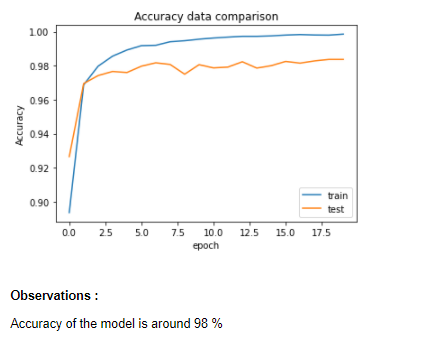 Accuracy data comparison
1.00
0.98
0.96
0.94
0.92
0.90
Accuracy
train
test
0.0 2.5 5.0 7.5 10.0 12.5 15.0 17.5
epoch
Observations :
Accuracy of the model is around 98 %